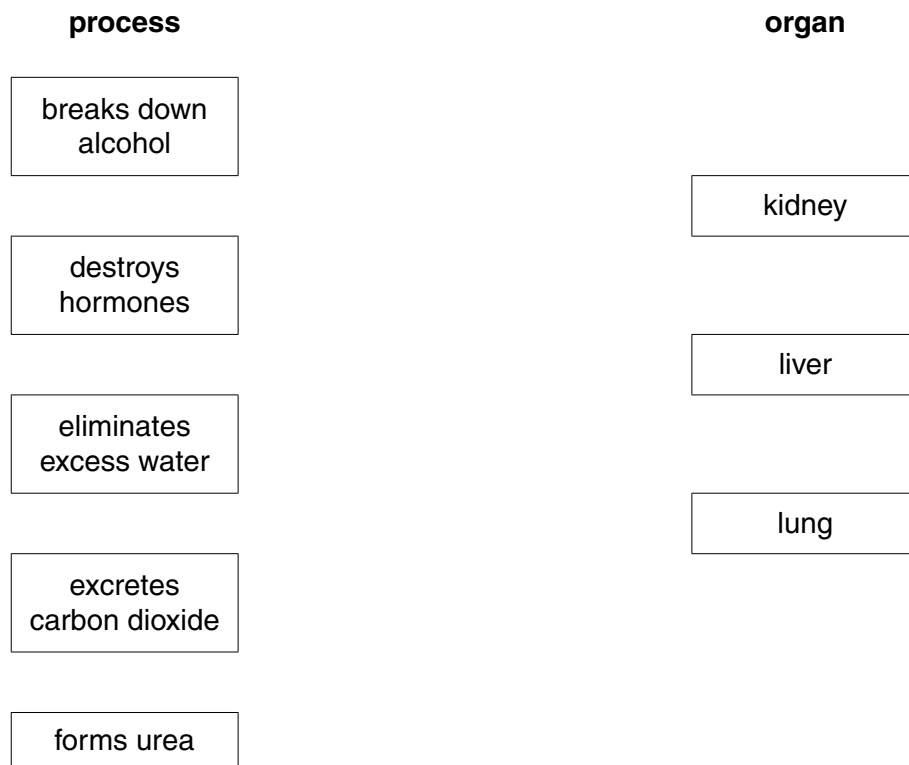 process
organ
breaks down
alcohol
kidney
destroys
hormones
liver
eliminates
excess water
lung
excretes
carbon dioxide
forms urea